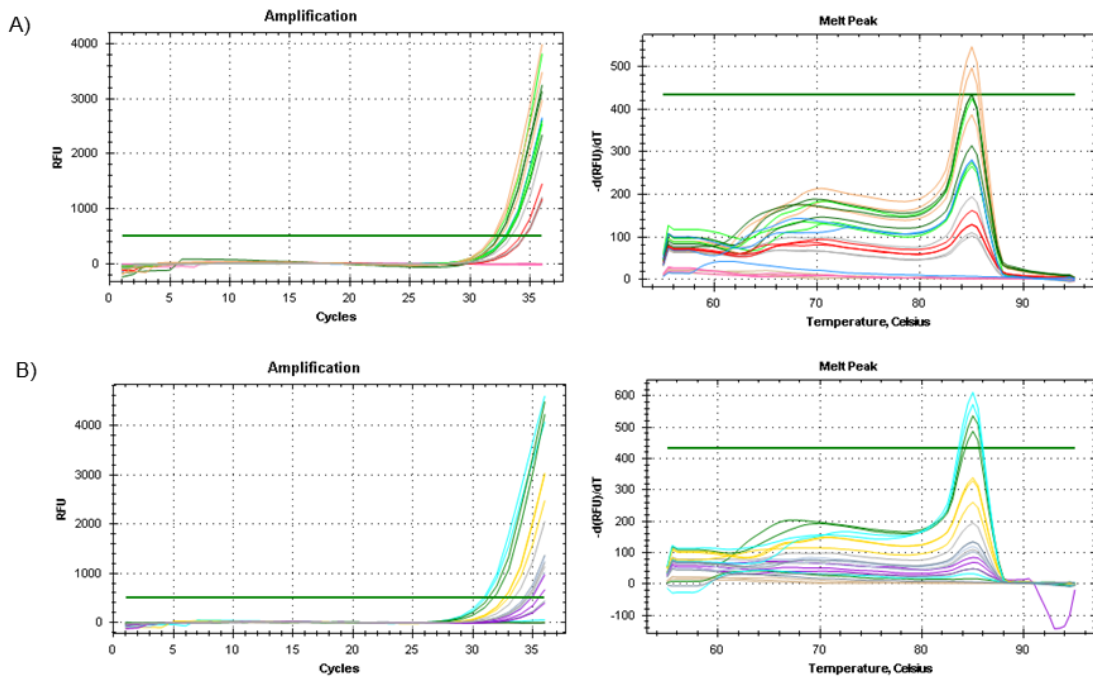 A)
Amplification
4000
3000
2000
1000
0
RFU
0 5 10 15 20 25 30 35
Cycles
Melt Peak
500
400
300
200
100
0
-d(RFU)/dT
60 70 80 90
Temperature, Celsius
B)
Amplification
4000
3000
2000
1000
0
RFU
0 5 10 15 20 25 30 35
Cycles
Melt Peak
600
500
400
300
200
100
0
-100
-d(RFU)/dT
60 70 80 90
Temperature, Celsius